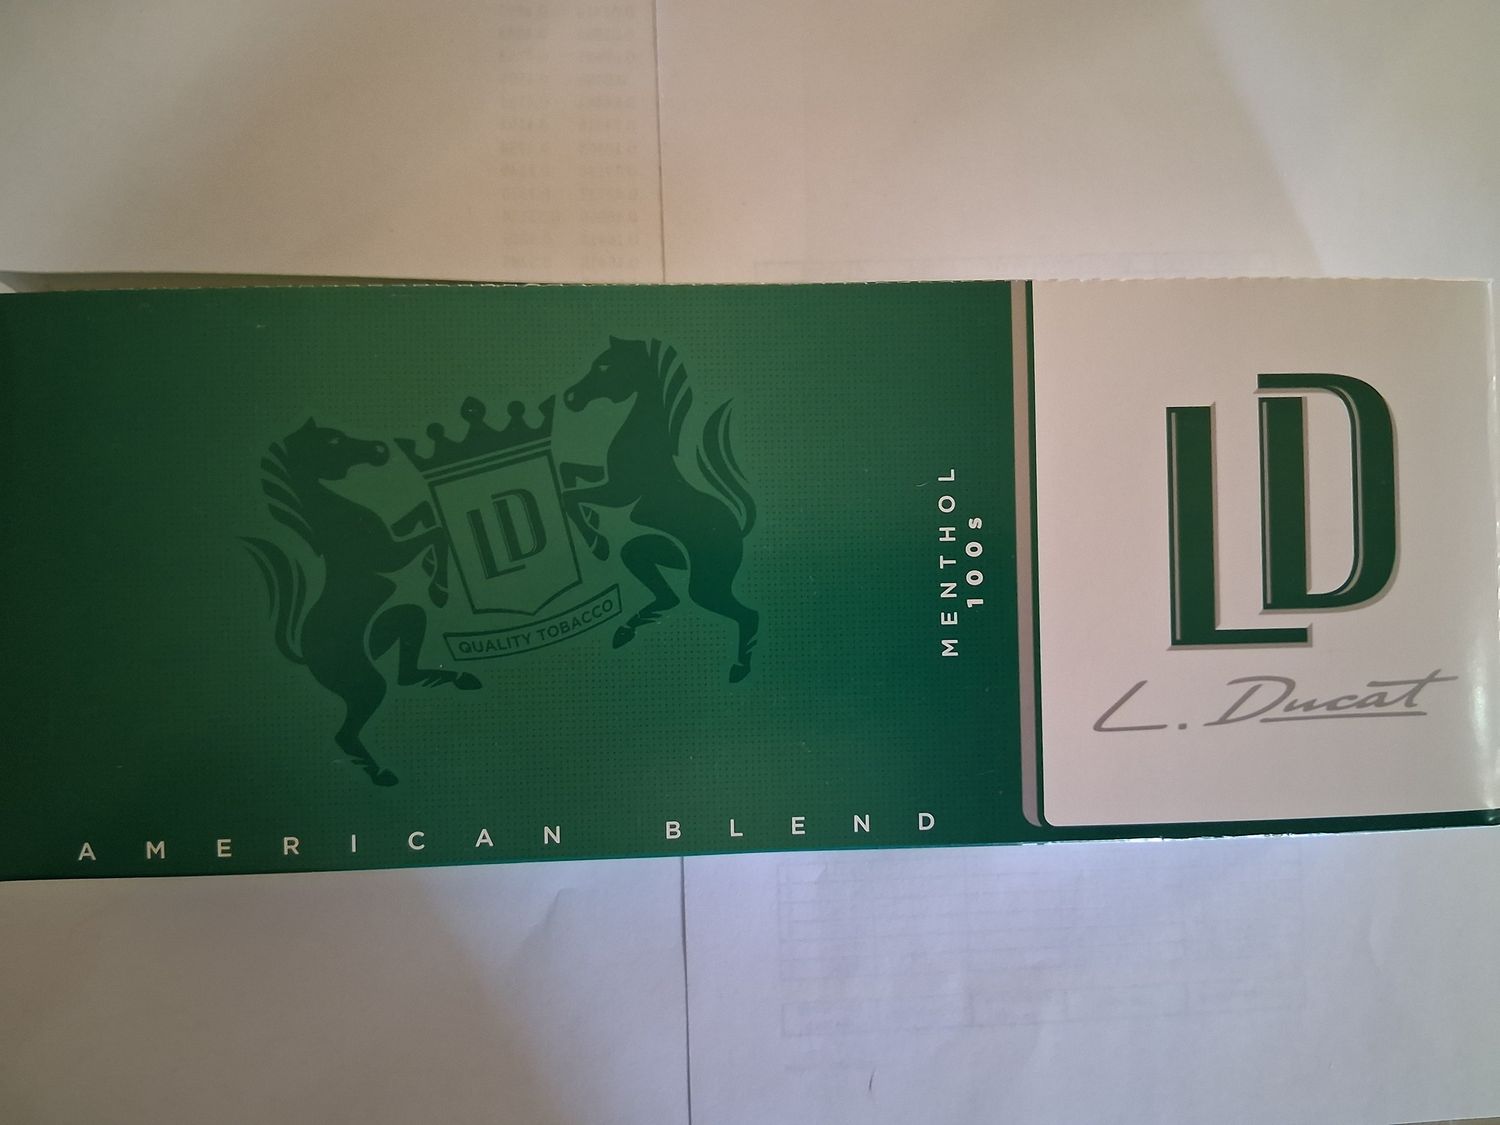 LD
QUALITY TOBACCO
MENTHOL
100s
LD
L. Ducat
AMERICAN BLEND